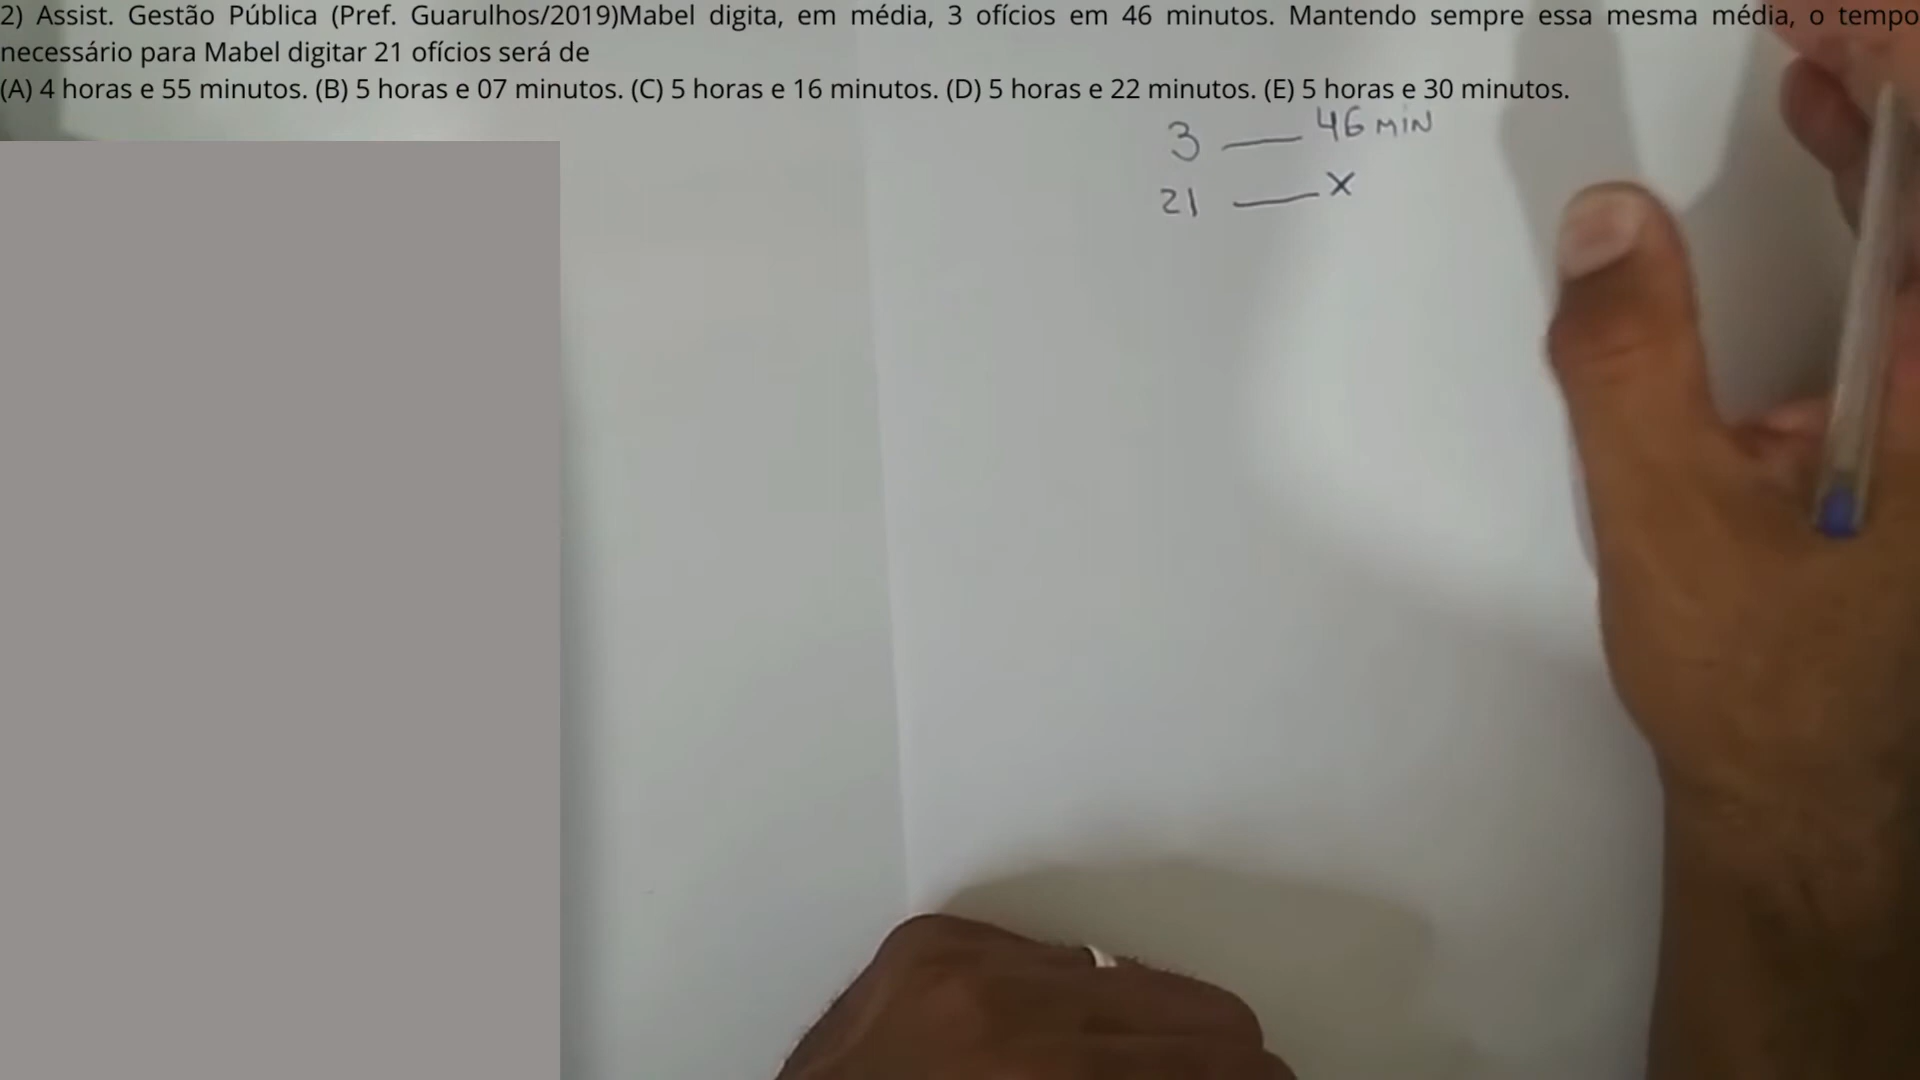 2) Assist. Gestão Pública (Pref. Guarulhos/2019)Mabel digita, em média, 3 ofícios em 46 minutos. Mantendo sempre essa mesma média, o tempo
necessário para Mabel digitar 21 ofícios será de
(A) 4 horas e 55 minutos. (B) 5 horas e 07 minutos. (C) 5 horas e 16 minutos. (D) 5 horas e 22 minutos. (E) 5 horas e 30 minutos.
3 — 46 MIN
21 — X